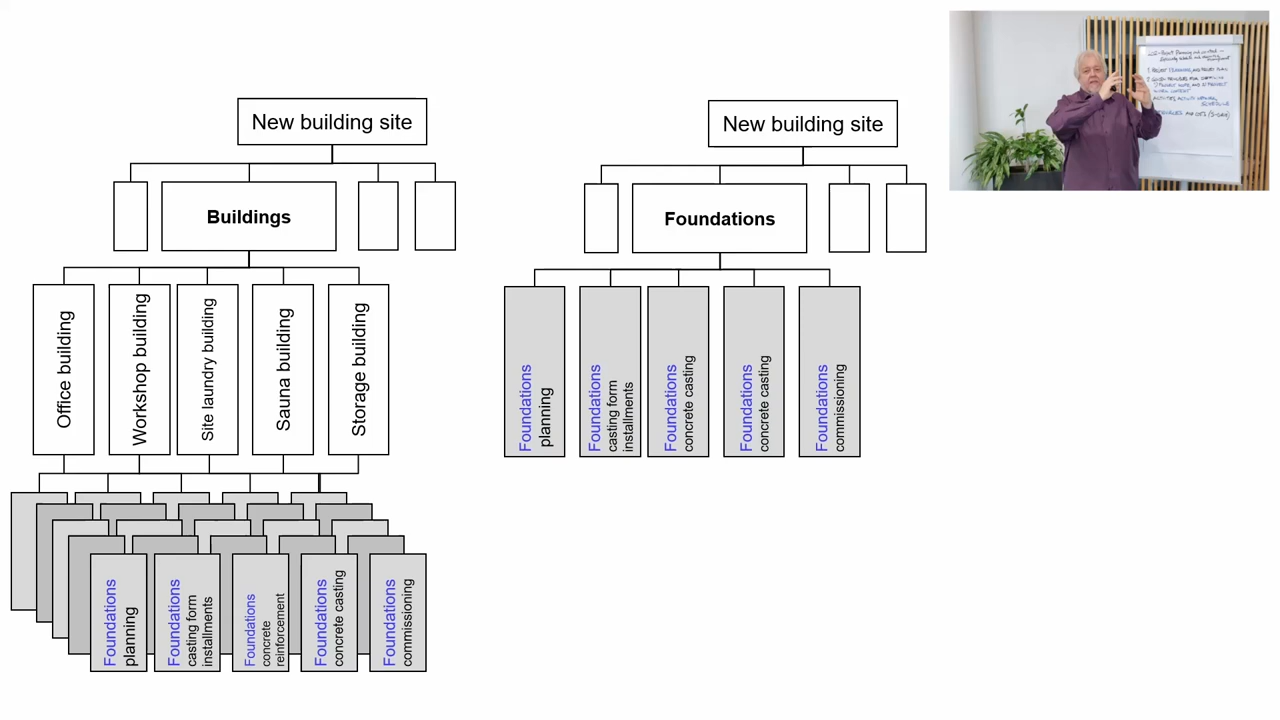 New building site
Buildings
Office building
Workshop building
Site laundry building
Sauna building
Storage building
Foundations
planning
Foundations
casting form
installments
Foundations
concrete
reinforcement
Foundations
concrete casting
Foundations
commissioning
New building site
Foundations
Foundations
planning
Foundations
casting form
installments
Foundations
concrete casting
Foundations
concrete casting
Foundations
commissioning